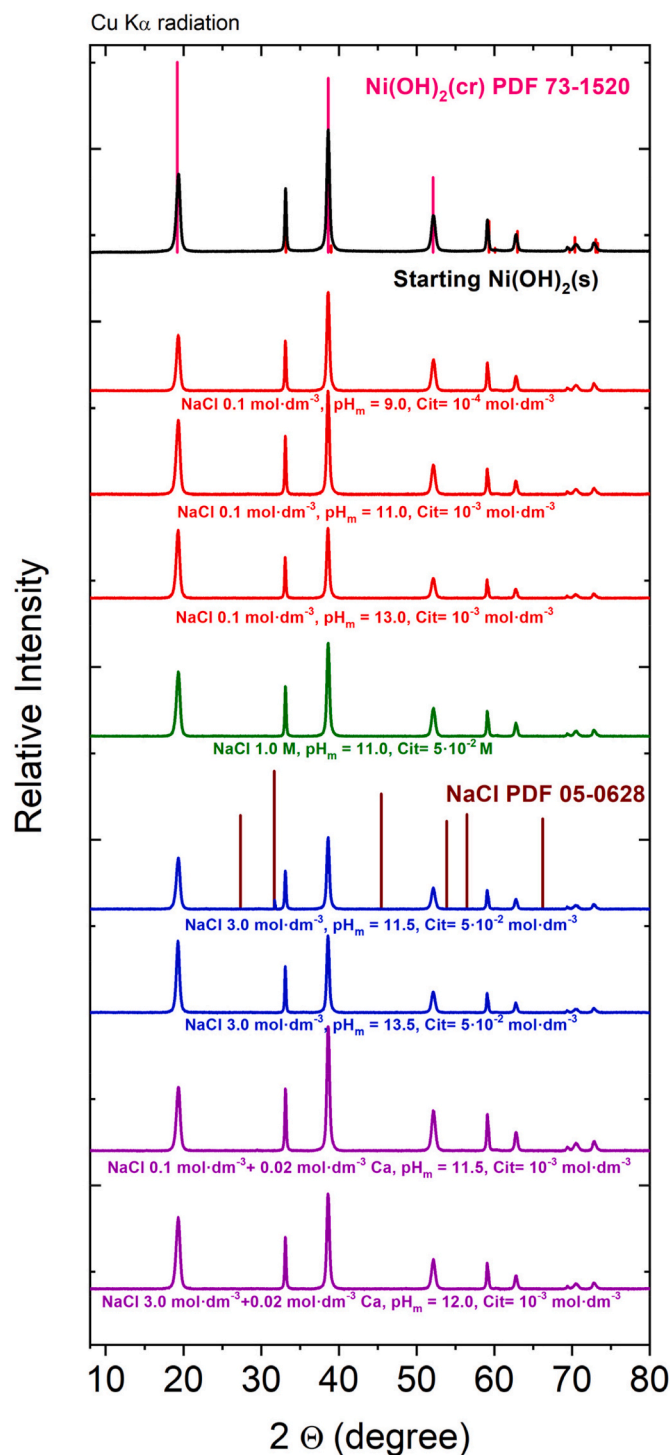 Cu Kα radiation
Ni(OH)₂(cr) PDF 73-1520
Starting Ni(OH)₂(s)
NaCl 0.1 mol·dm⁻³, pHₘ = 9.0, Cit= 10⁻⁴ mol·dm⁻³
NaCl 0.1 mol·dm⁻³, pHₘ = 11.0, Cit= 10⁻³ mol·dm⁻³
NaCl 0.1 mol·dm⁻³, pHₘ = 13.0, Cit= 10⁻³ mol·dm⁻³
NaCl 1.0 M, pHₘ = 11.0, Cit= 5·10⁻² M
NaCl PDF 05-0628
NaCl 3.0 mol·dm⁻³, pHₘ = 11.5, Cit= 5·10⁻² mol·dm⁻³
NaCl 3.0 mol·dm⁻³, pHₘ = 13.5, Cit= 5·10⁻² mol·dm⁻³
NaCl 0.1 mol·dm⁻³+ 0.02 mol·dm⁻³ Ca, pHₘ = 11.5, Cit= 10⁻³ mol·dm⁻³
NaCl 3.0 mol·dm⁻³+0.02 mol·dm⁻³ Ca, pHₘ = 12.0, Cit= 10⁻³ mol·dm⁻³
Relative Intensity
10 20 30 40 50 60 70 80
2 Θ (degree)